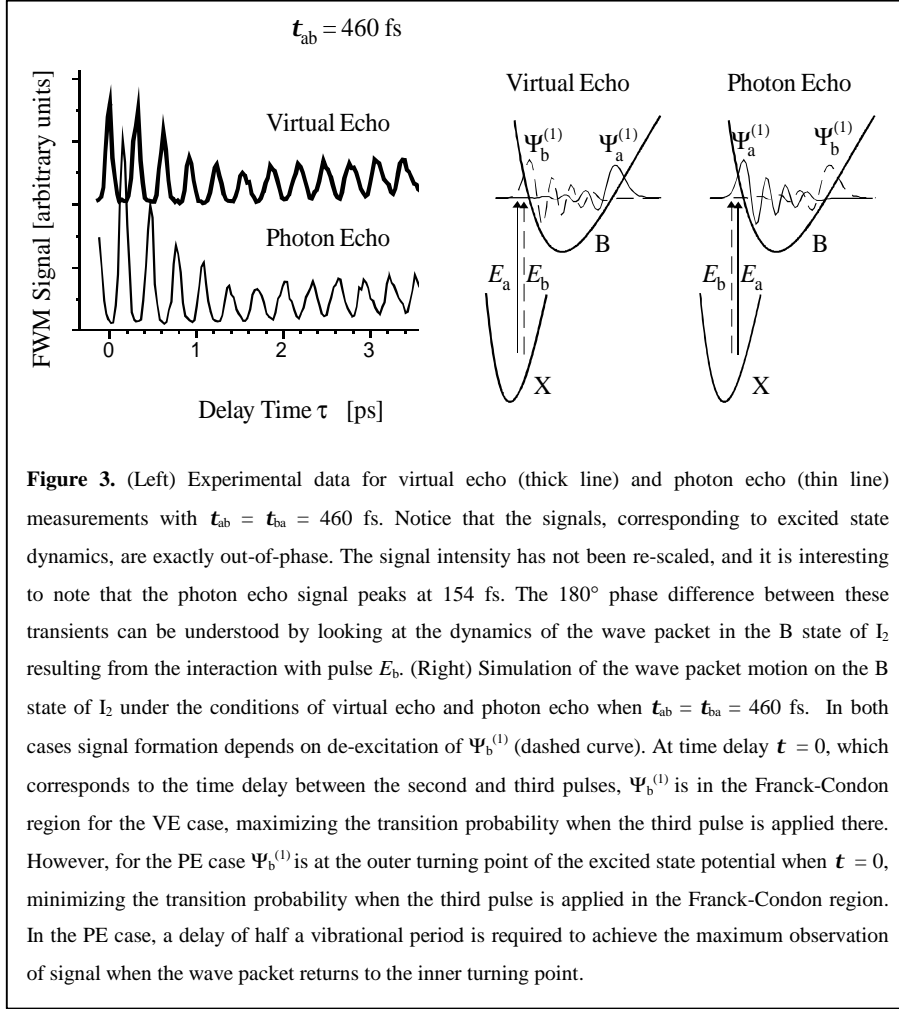 τab = 460 fs
FWM Signal [arbitrary units]
Virtual Echo
Photon Echo
0 1 2 3
Delay Time τ [ps]
Virtual Echo
Ψb(1)
Ψa(1)
B
Ea
Eb
X
Photon Echo
Ψa(1)
Ψb(1)
B
Eb
Ea
X
Figure 3. (Left) Experimental data for virtual echo (thick line) and photon echo (thin line)
measurements with τab = τba = 460 fs. Notice that the signals, corresponding to excited state
dynamics, are exactly out-of-phase. The signal intensity has not been re-scaled, and it is interesting
to note that the photon echo signal peaks at 154 fs. The 180° phase difference between these
transients can be understood by looking at the dynamics of the wave packet in the B state of I2
resulting from the interaction with pulse Eb. (Right) Simulation of the wave packet motion on the B
state of I2 under the conditions of virtual echo and photon echo when τab = τba = 460 fs. In both
cases signal formation depends on de-excitation of Ψb(1) (dashed curve). At time delay τ = 0, which
corresponds to the time delay between the second and third pulses, Ψb(1) is in the Franck-Condon
region for the VE case, maximizing the transition probability when the third pulse is applied there.
However, for the PE case Ψb(1) is at the outer turning point of the excited state potential when τ = 0,
minimizing the transition probability when the third pulse is applied in the Franck-Condon region.
In the PE case, a delay of half a vibrational period is required to achieve the maximum observation
of signal when the wave packet returns to the inner turning point.